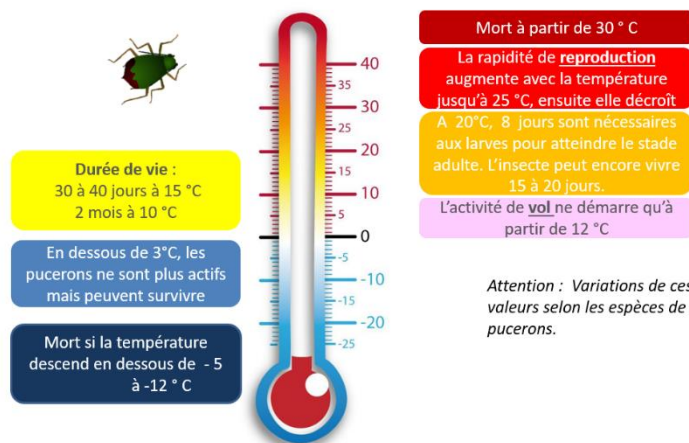 Mort à partir de 30 ° C
La rapidité de reproduction
augmente avec la température
jusqu'à 25 °C, ensuite elle décroît
A 20°C, 8 jours sont nécessaires
aux larves pour atteindre le stade
adulte. L'insecte peut encore vivre
15 à 20 jours.
L'activité de vol ne démarre qu'à
partir de 12 °C
Attention : Variations de ces
valeurs selon les espèces de
pucerons.
Durée de vie :
30 à 40 jours à 15 °C
2 mois à 10 °C
En dessous de 3°C, les
pucerons ne sont plus actifs
mais peuvent survivre
Mort si la température
descend en dessous de - 5
à -12 ° C
40
35
30
25
20
15
10
5
0
-5
-10
-15
-20
-25